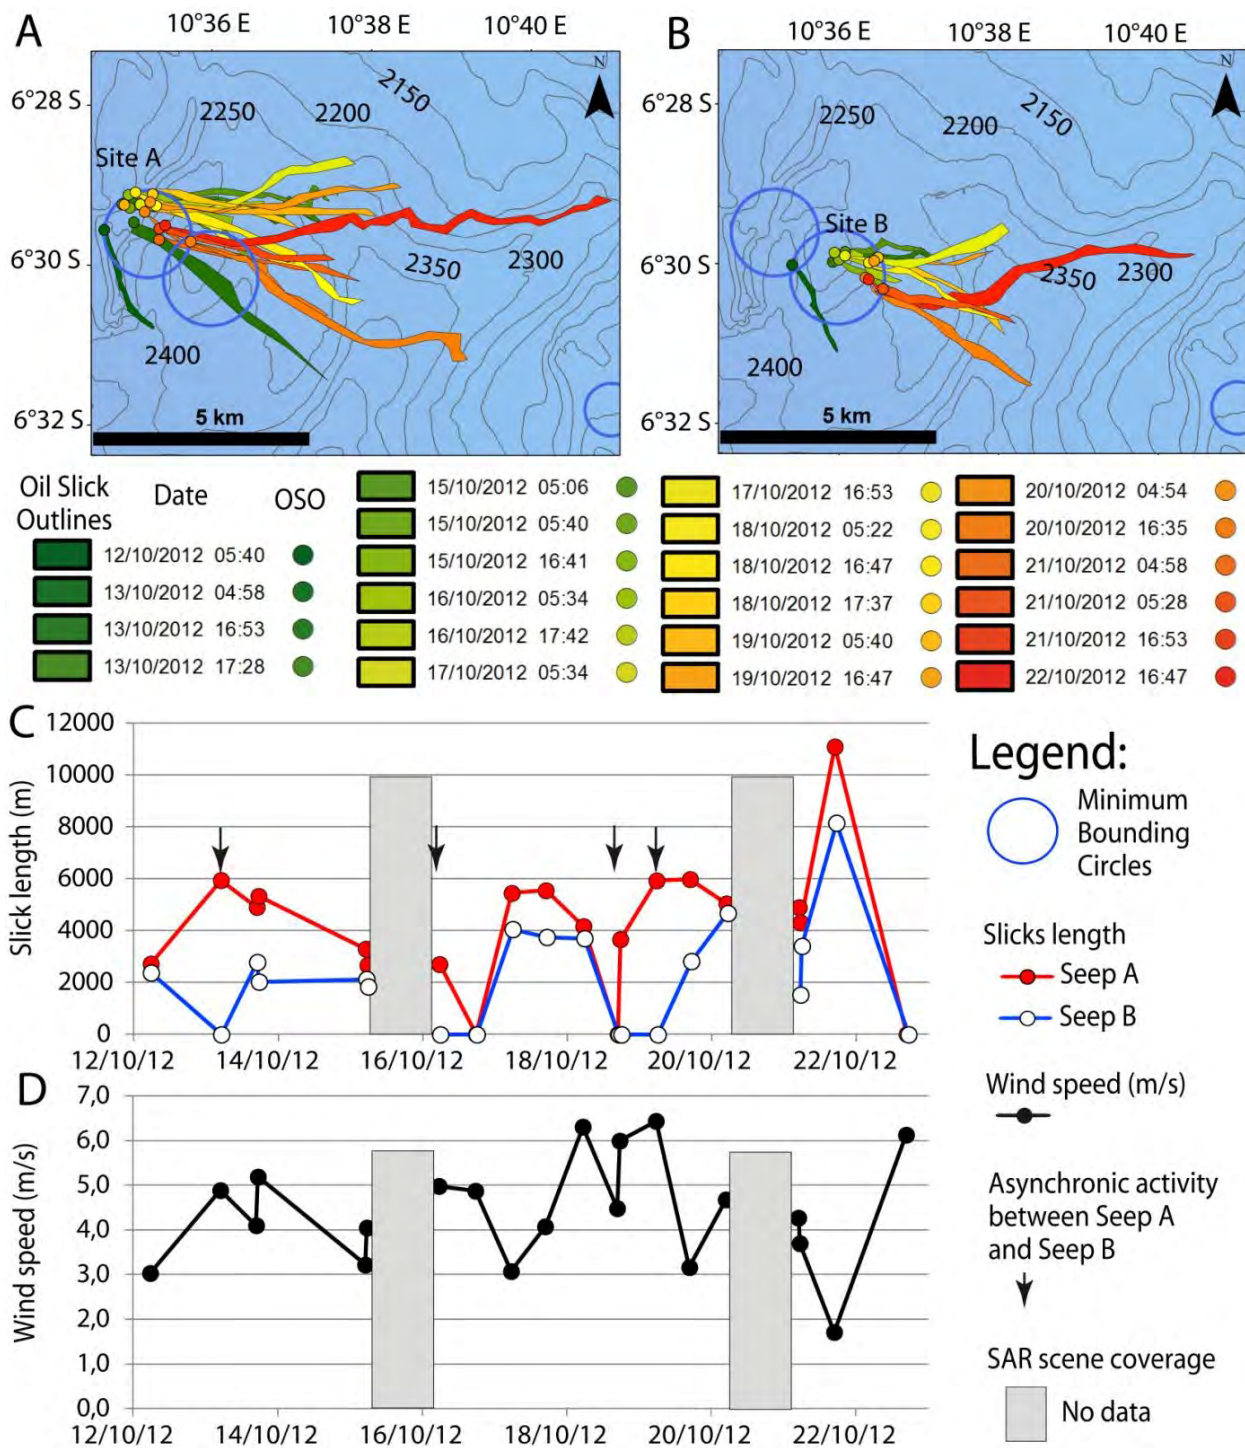 A
10°36 E
10°38 E
10°40 E
6°28 S
6°30 S
6°32 S
N
2150
2200
2250
Site A
2300
2350
2400
5 km
B
10°36 E
10°38 E
10°40 E
6°28 S
6°30 S
6°32 S
N
2150
2200
2250
Site B
2300
2350
2400
5 km
Oil Slick
Outlines
Date
OSO
12/10/2012 05:40
13/10/2012 04:58
13/10/2012 16:53
13/10/2012 17:28
15/10/2012 05:06
15/10/2012 05:40
15/10/2012 16:41
16/10/2012 05:34
16/10/2012 17:42
17/10/2012 05:34
17/10/2012 16:53
18/10/2012 05:22
18/10/2012 16:47
18/10/2012 17:37
19/10/2012 05:40
19/10/2012 16:47
20/10/2012 04:54
20/10/2012 16:35
21/10/2012 04:58
21/10/2012 05:28
21/10/2012 16:53
22/10/2012 16:47
C
Slick length (m)
12000
10000
8000
6000
4000
2000
0
12/10/12
14/10/12
16/10/12
18/10/12
20/10/12
22/10/12
D
Wind speed (m/s)
7,0
6,0
5,0
4,0
3,0
2,0
1,0
0,0
12/10/12
14/10/12
16/10/12
18/10/12
20/10/12
22/10/12
Legend:
Minimum
Bounding
Circles
Slicks length
Seep A
Seep B
Wind speed (m/s)
Asynchronic activity
between Seep A
and Seep B
SAR scene coverage
No data